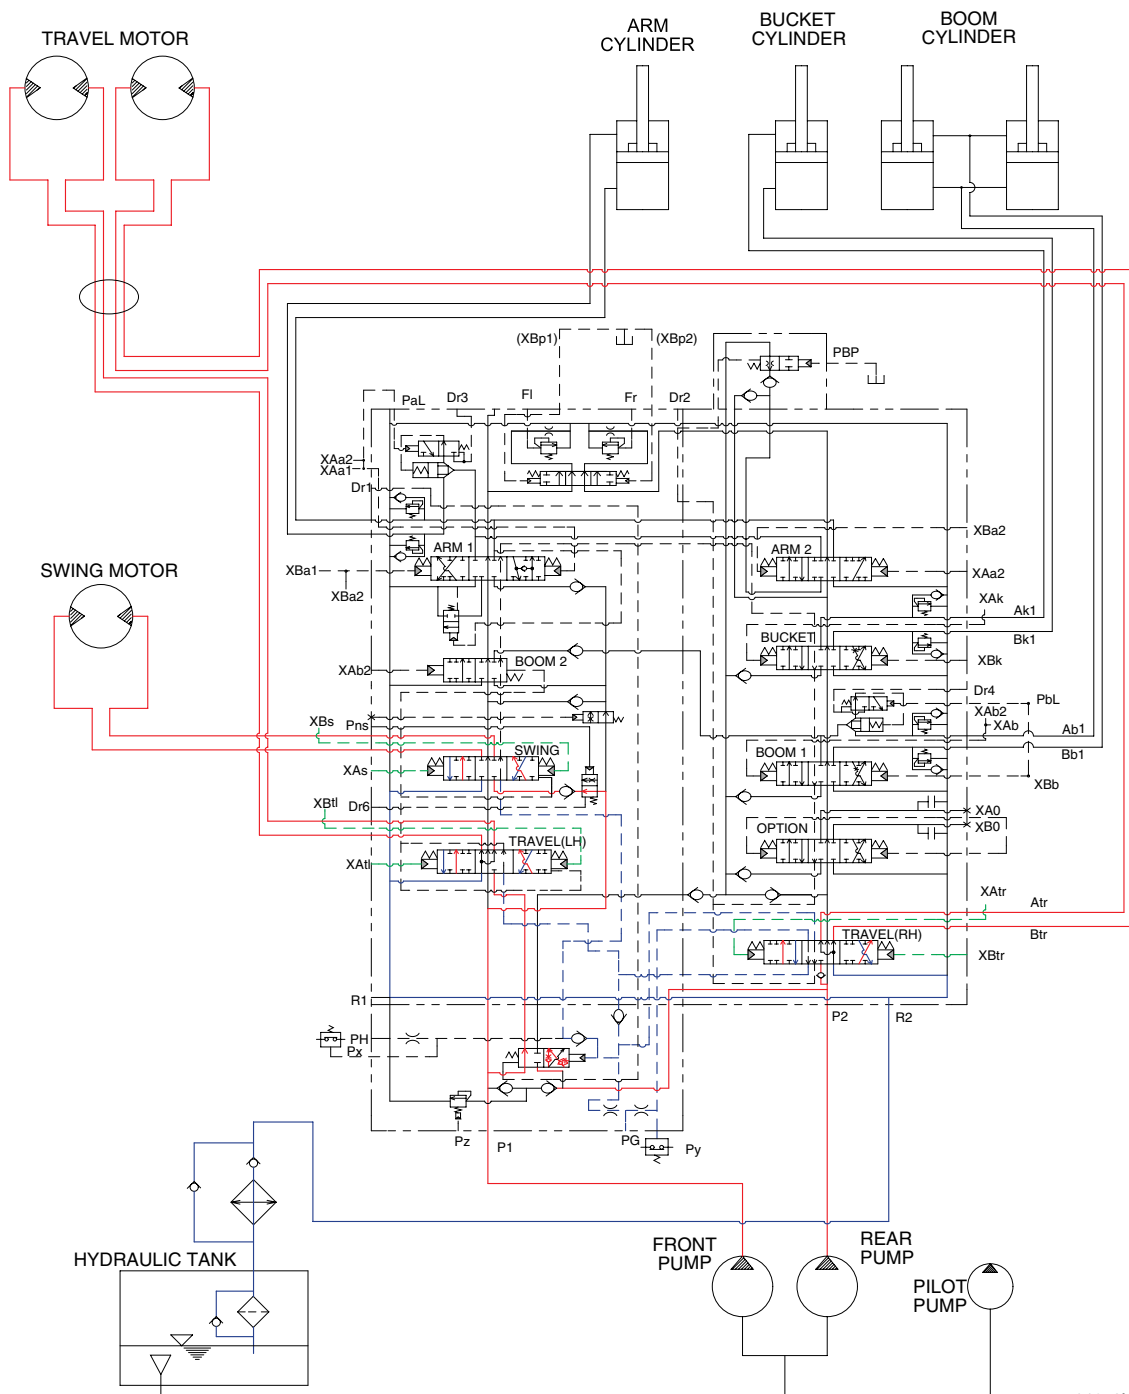 TRAVEL MOTOR
ARM
CYLINDER
BUCKET
CYLINDER
BOOM
CYLINDER
(XBp1)
(XBp2)
PBP
PaL
Dr3
Fl
Fr
Dr2
XAa2
XAa1
Dr1
ARM 1
ARM 2
XBa2
SWING MOTOR
XBa1
XBa2
XAa2
XAk
Ak1
BUCKET
Bk1
XAb2
BOOM 2
XBk
Dr4
PbL
XAb2
XAb
XBs
Pns
Ab1
SWING
BOOM 1
Bb1
XAs
XBb
XBtl
Dr6
XA0
XB0
OPTION
TRAVEL(LH)
XAtl
XAtr
Atr
TRAVEL(RH)
Btr
XBtr
R1
P2
R2
PH
Px
Pz
P1
PG
Py
HYDRAULIC TANK
FRONT
PUMP
REAR
PUMP
PILOT
PUMP